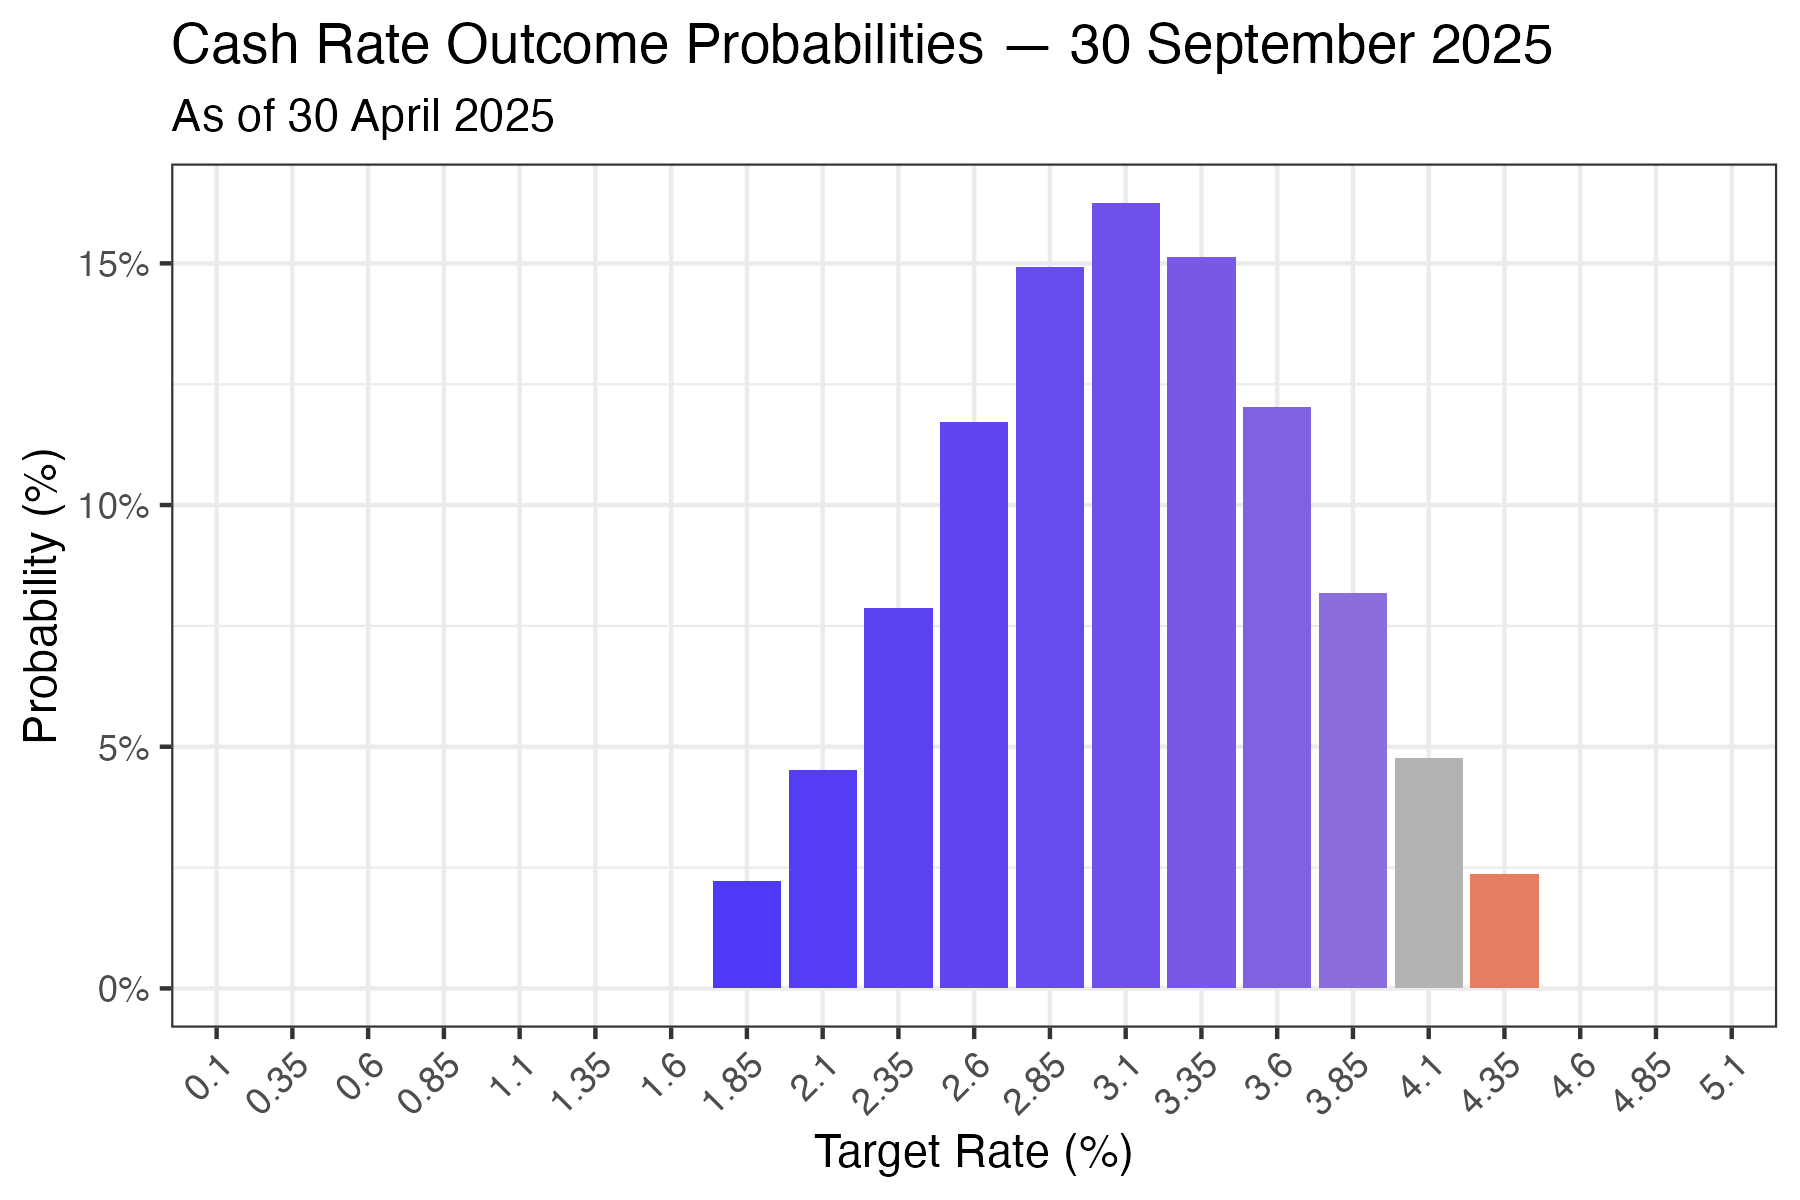 Cash Rate Outcome Probabilities — 30 September 2025
As of 30 April 2025
Probability (%)
15%
10%
5%
0%
0.1 0.35 0.6 0.85 1.1 1.35 1.6 1.85 2.1 2.35 2.6 2.85 3.1 3.35 3.6 3.85 4.1 4.35 4.6 4.85 5.1
Target Rate (%)